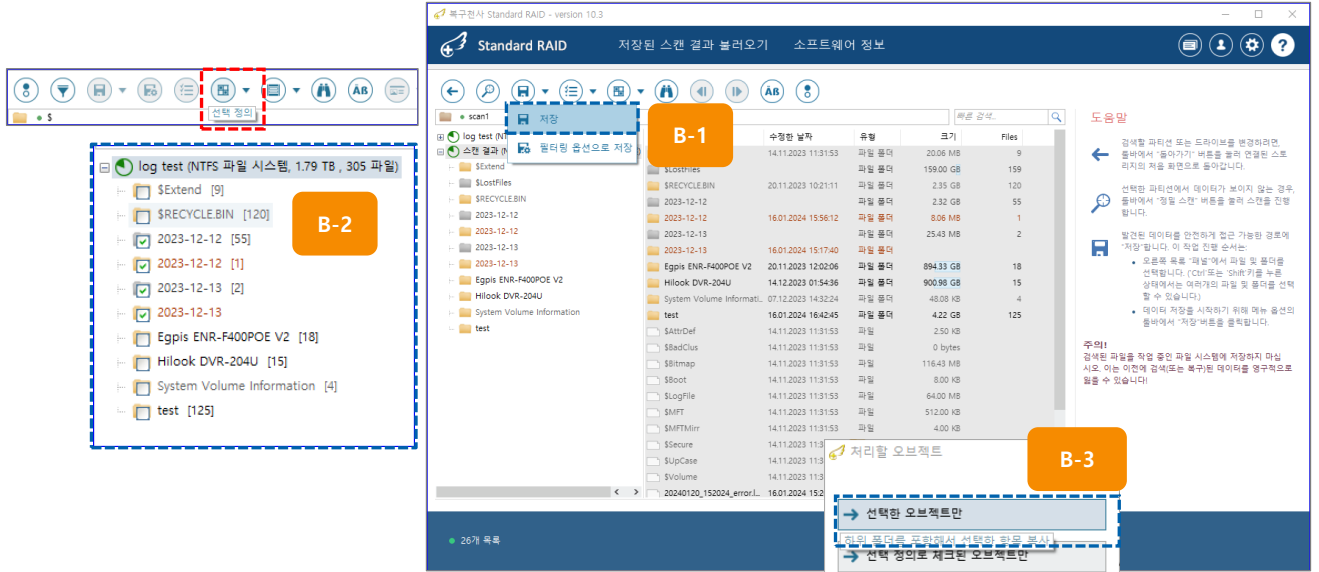 복구천사 Standard RAID - version 10.3
Standard RAID 저장된 스캔 결과 불러오기 소프트웨어 정보
선택 정의
$
log test (NTFS 파일 시스템, 1.79 TB , 305 파일)
$Extend [9]
$RECYCLE.BIN [120]
2023-12-12 [55]
2023-12-12 [1]
2023-12-13 [2]
2023-12-13
Egpis ENR-F400POE V2 [18]
Hilook DVR-204U [15]
System Volume Information [4]
test [125]
B-2
scan1
저장
필터링 옵션으로 저장
B-1
빠른 검색...
log test (NT
스캔 결과 (N
$Extend
$LostFiles
$RECYCLE.BIN
2023-12-12
2023-12-12
2023-12-13
2023-12-13
Egpis ENR-F400POE V2
Hilook DVR-204U
System Volume Information
test
수정한 날짜 유형 크기 Files
14.11.2023 11:31:53 파일 폴더 20.06 MB 9
$LostFiles 파일 폴더 159.00 GB 159
$RECYCLE.BIN 20.11.2023 10:21:11 파일 폴더 2.35 GB 120
2023-12-12 파일 폴더 2.32 GB 55
2023-12-12 16.01.2024 15:56:12 파일 폴더 8.06 MB 1
2023-12-13 파일 폴더 25.43 MB 2
2023-12-13 16.01.2024 15:17:40 파일 폴더
Egpis ENR-F400POE V2 20.11.2023 12:02:06 파일 폴더 894.33 GB 18
Hilook DVR-204U 14.12.2023 01:54:36 파일 폴더 900.98 GB 15
System Volume Informati... 07.12.2023 14:32:24 파일 폴더 48.08 KB 4
test 16.01.2024 16:42:45 파일 폴더 4.22 GB 125
$AttrDef 14.11.2023 11:31:53 파일 2.50 KB
$BadClus 14.11.2023 11:31:53 파일 0 bytes
$Bitmap 14.11.2023 11:31:53 파일 116.43 MB
$Boot 14.11.2023 11:31:53 파일 8.00 KB
$LogFile 14.11.2023 11:31:53 파일 64.00 MB
$MFT 14.11.2023 11:31:53 파일 512.00 KB
$MFTMirr 14.11.2023 11:31:53 파일 4.00 KB
$Secure 14.11.2023 11:3
$UpCase 14.11.2023 11:3
$Volume 14.11.2023 11:3
20240120_152024_error.l... 16.01.2024 15:2
도움말
검색할 파티션 또는 드라이브를 변경하려면,
툴바에서 "돌아가기" 버튼을 눌러 연결된 스토
리지의 저음 화면으로 돌아갑니다.
선택한 파티션에서 데이터가 보이지 않는 경우,
툴바에서 "정밀 스캔" 버튼을 눌러 스캔을 진행
합니다.
발견된 데이터를 안전하게 접근 가능한 경로에
"저장"합니다. 이 작업 진행 순서는:
• 오른쪽 목록 "패널"에서 파일 및 폴더를
선택합니다. ('Ctrl' 또는 'Shift'키를 누른
상태에서는 여러개의 파일 및 폴더를 선택
할 수 있습니다.)
• 데이터 저장을 시작하기 위해 메뉴 옵션의
툴바에서 "저장"버튼을 클릭합니다.
주의!
검색된 파일을 작업 중인 파일 시스템에 저장하지 마십
시오. 이는 이전에 검색(또는 복구)된 데이터를 영구적으로
잃을 수 있습니다!
처리할 오브젝트
B-3
선택한 오브젝트만
하위 폴더를 포함해서 선택한 항목 복사
선택 정의로 체크된 오브젝트만
26개 목록